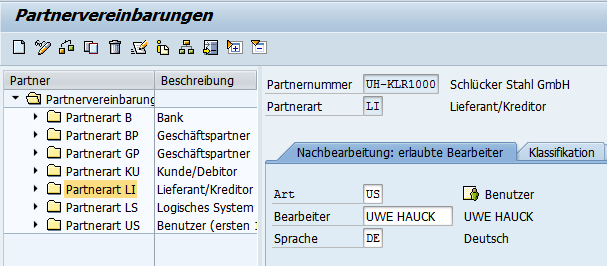 Partnervereinbarungen
Partner Beschreibung
Partnervereinbarung
Partnerart B Bank
Partnerart BP Geschäftspartner
Partnerart GP Geschäftspartner
Partnerart KU Kunde/Debitor
Partnerart LI Lieferant/Kreditor
Partnerart LS Logisches System
Partnerart US Benutzer (ersten
Partnernummer UH-KLR1000 Schlücker Stahl GmbH
Partnerart LI Lieferant/Kreditor
Nachbearbeitung: erlaubte Bearbeiter Klassifikation
Art US Benutzer
Bearbeiter UWE HAUCK UWE HAUCK
Sprache DE Deutsch